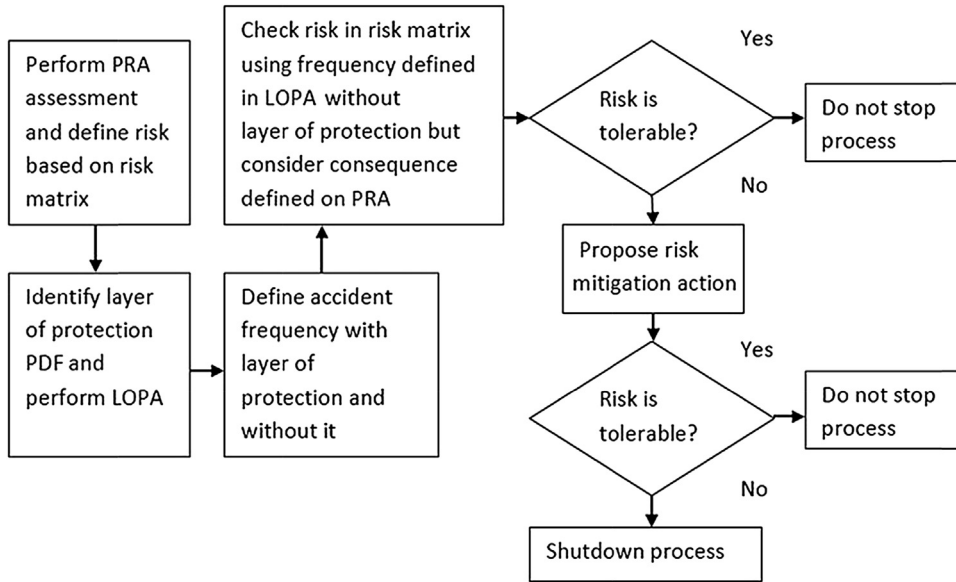 Perform PRA
assessment
and define risk
based on risk
matrix
Identify layer
of protection
PDF and
perform LOPA
Define accident
frequency with
layer of
protection and
without it
Check risk in risk matrix
using frequency defined
in LOPA without
layer of protection but
consider consequence
defined on PRA
Risk is
tolerable?
Yes
Do not stop
process
No
Propose risk
mitigation action
Risk is
tolerable?
Yes
Do not stop
process
No
Shutdown process